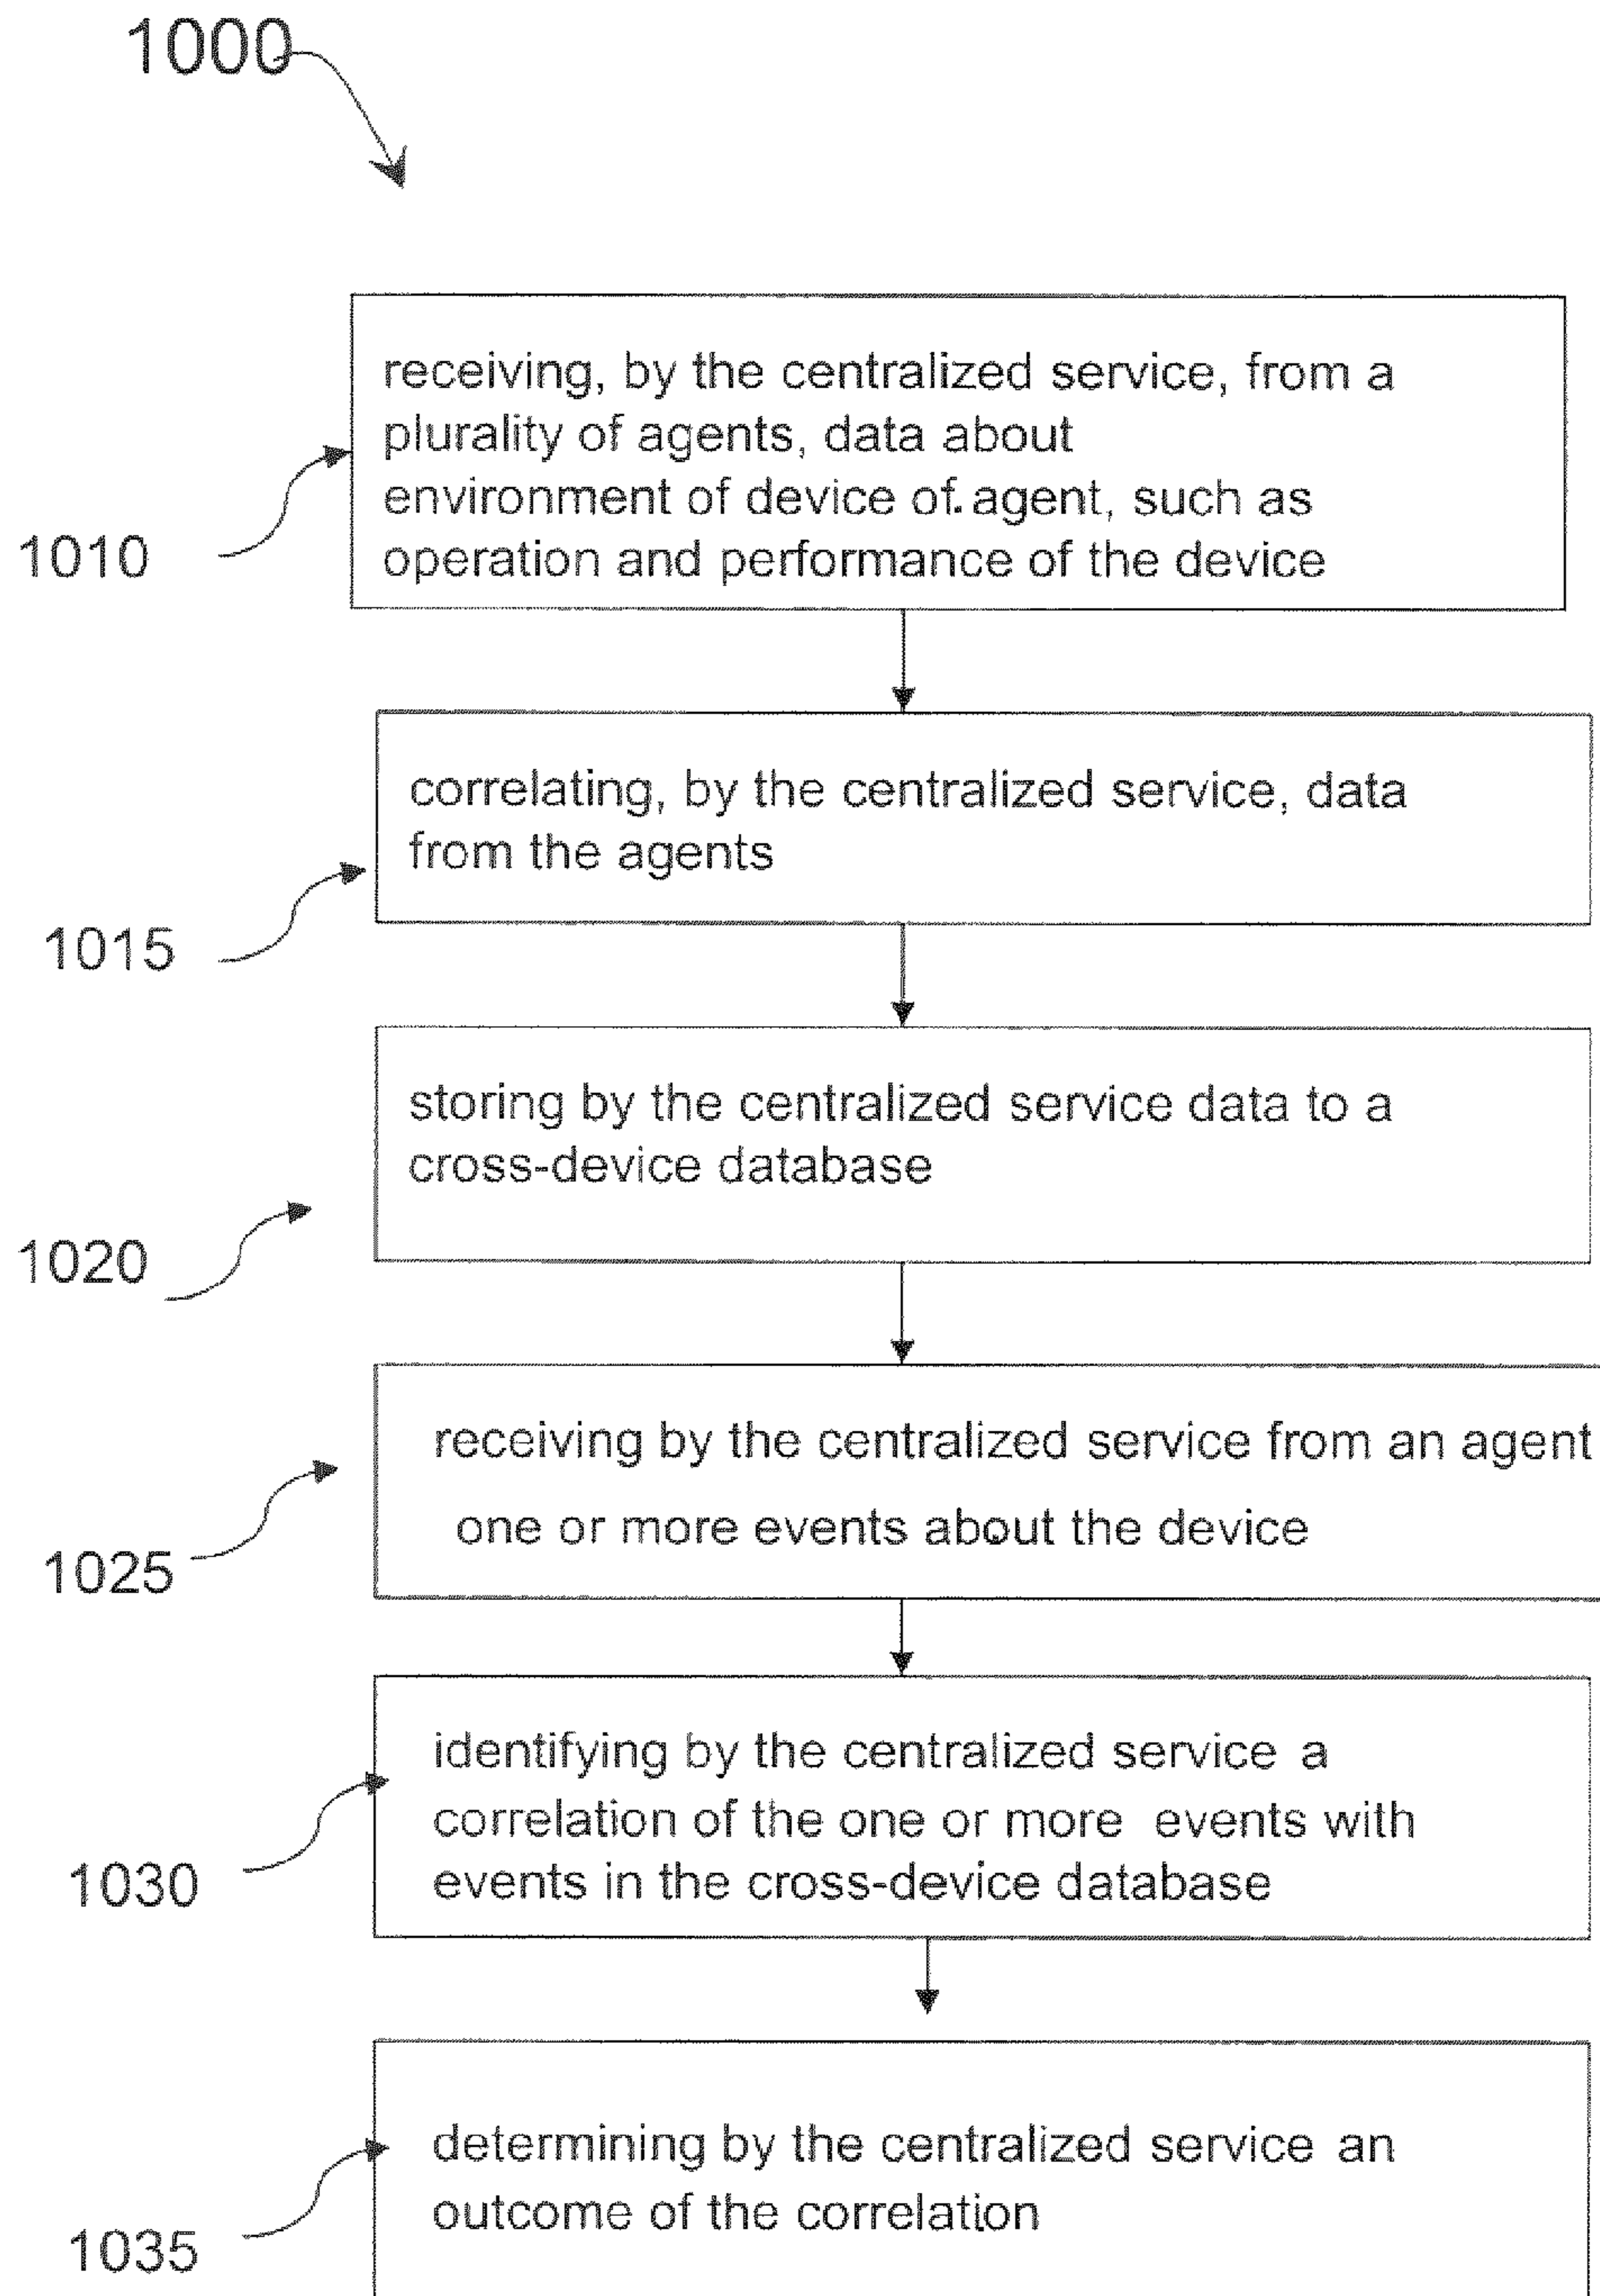 1000
receiving, by the centralized service, from a
plurality of agents, data about
environment of device of. agent, such as
operation and performance of the device
1010
correlating, by the centralized service, data
from the agents
1015
storing by the centralized service data to a
cross-device database
1020
receiving by the centralized service from an agent
one or more events about the device
1025
identifying by the centralized service a
correlation of the one or more events with
events in the cross-device database
1030
determining by the centralized service an
outcome of the correlation
1035